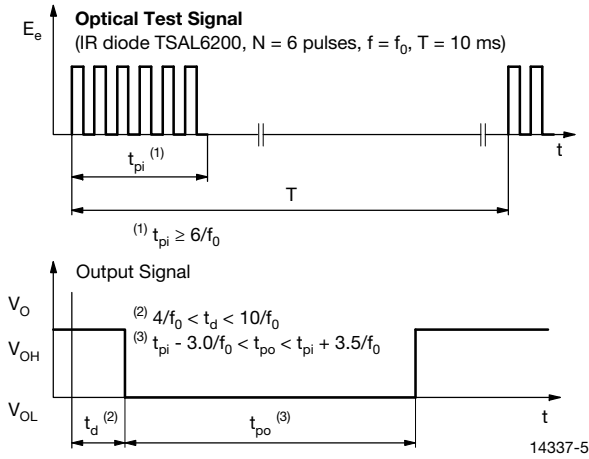 Optical Test Signal
E_e
(IR diode TSAL6200, N = 6 pulses, f = f_0, T = 10 ms)
t
t_pi (1)
T
(1) t_pi ≥ 6/f_0
Output Signal
V_O
(2) 4/f_0 < t_d < 10/f_0
(3) t_pi - 3.0/f_0 < t_po < t_pi + 3.5/f_0
V_OH
V_OL
t_d (2)
t_po (3)
t
14337-5